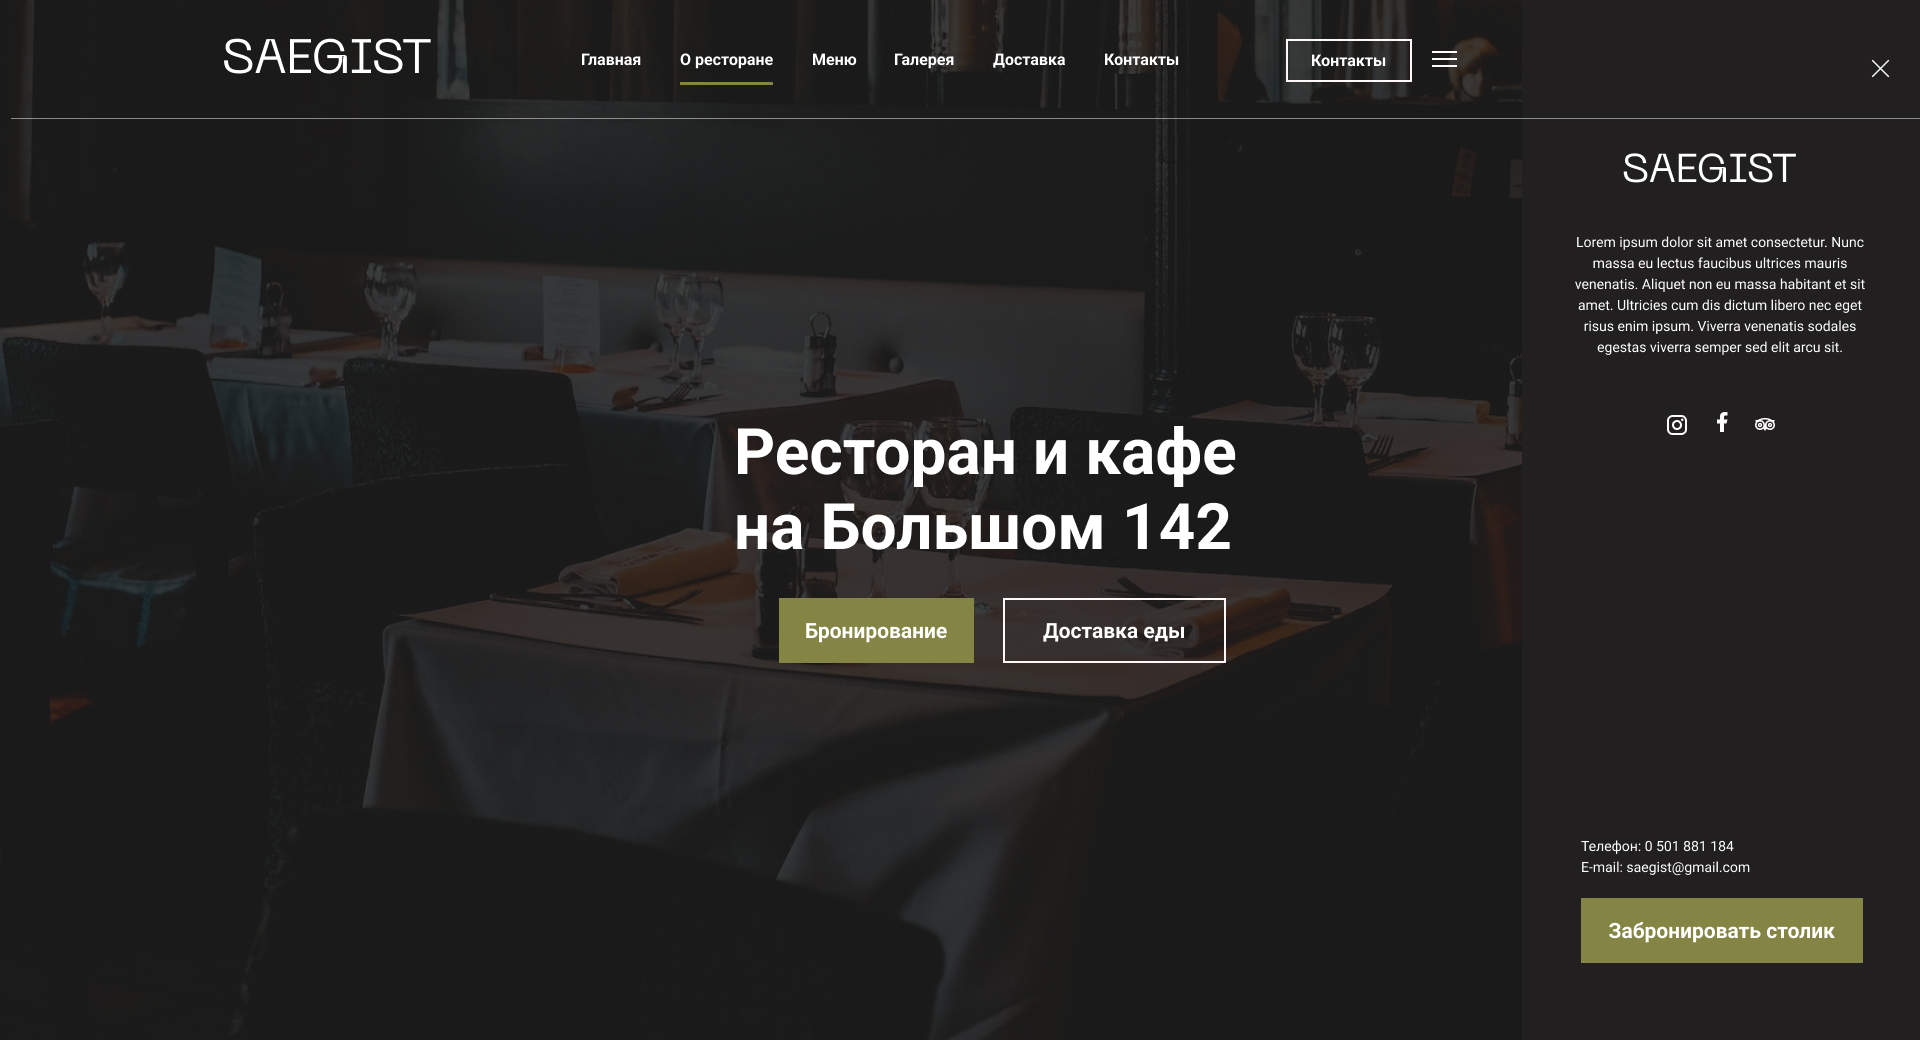 SAEGIST
Главная
О ресторане
Меню
Галерея
Доставка
Контакты
Контакты
Ресторан и кафе
на Большом 142
Бронирование
Доставка еды
SAEGIST
Lorem ipsum dolor sit amet consectetur. Nunc
massa eu lectus faucibus ultrices mauris
venenatis. Aliquet non eu massa habitant et sit
amet. Ultricies cum dis dictum libero nec eget
risus enim ipsum. Viverra venenatis sodales
egestas viverra semper sed elit arcu sit.
Телефон: 0 501 881 184
E-mail: saegist@gmail.com
Забронировать столик